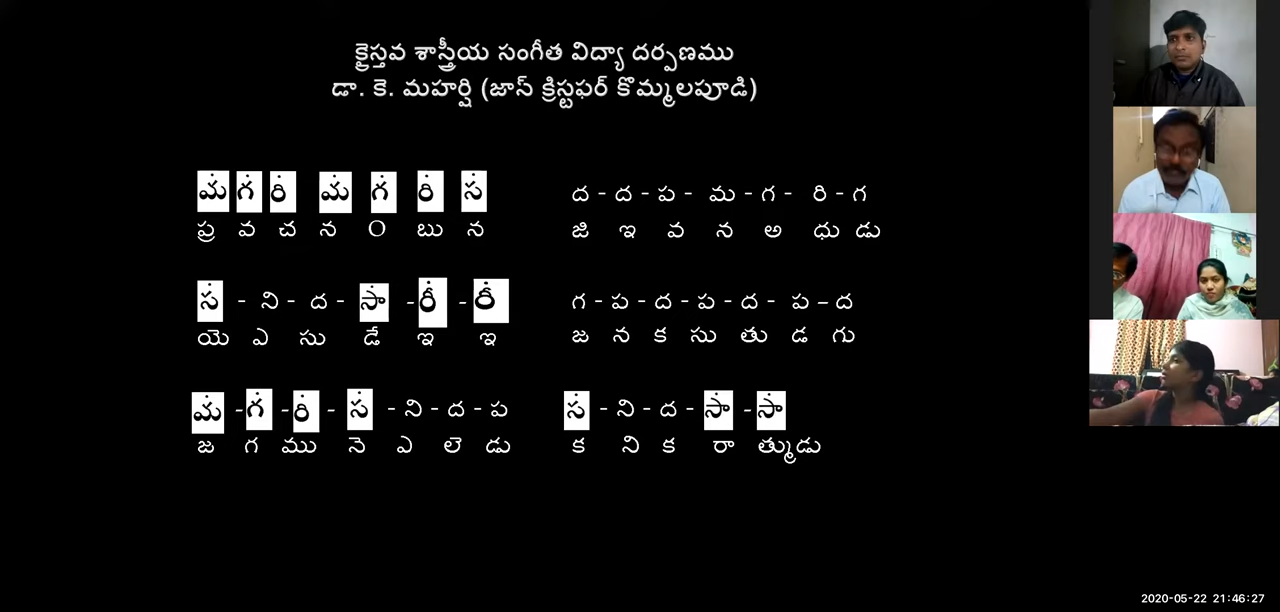 క్రైస్తవ శాస్త్రీయ సంగీత విద్యా దర్పణము
డా. కె. మహర్షి (జాస్ క్రిస్టఫర్ కొమ్మలపూడి)
మ గ రి మ గ రి స ద - ద - ప - మ - గ - రి - గ
ప్ర వ చ న ం బు న జి ఇ వ న అ ధు డు
స - ని - ద - సా - రీ - రీ గ - ప - ద - ప - ద - ప – ద
యె ఎ సు డే ఇ ఇ జ న క సు తు డ గు
మ - గ - రి - స - ని - ద - ప స - ని - ద - సా - సా
జ గ ము నె ఎ లె డు క ని క రా త్ముడు
2020-05-22 21:46:27